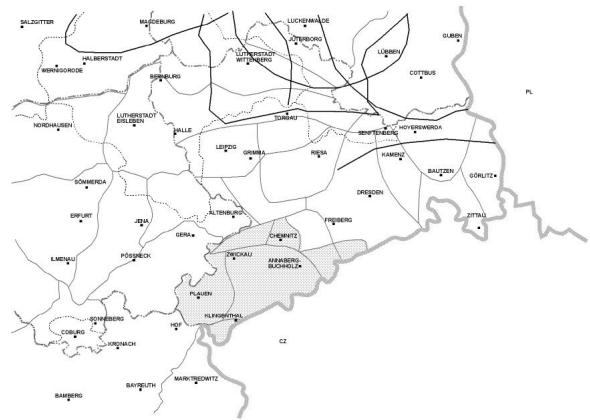 SALZGITTER
MAGDEBURG
LUCKENWALDE
JÜTERBORG
GUBEN
HALBERSTADT
WERNIGORODE
LUTHERSTADT
WITTENBERG
LÜBBEN
BERNBURG
COTTBUS
PL
NORDHAUSEN
LUTHERSTADT
EISLEBEN
HALLE
TORGAU
SENFTENBERG
HOYERSWERDA
LEIPZIG
GRIMMA
RIESA
KAMENZ
BAUTZEN
GÖRLITZ
SÖMMERDA
DRESDEN
ERFURT
JENA
ALTENBURG
FREIBERG
ZITTAU
GERA
CHEMNITZ
ILMENAU
PÖSSNECK
ZWICKAU
ANNABERG-
BUCHHOLZ
PLAUEN
SONNEBERG
KLINGENTHAL
COBURG
HOF
KRONACH
CZ
BAYREUTH
MARKTREDWITZ
BAMBERG